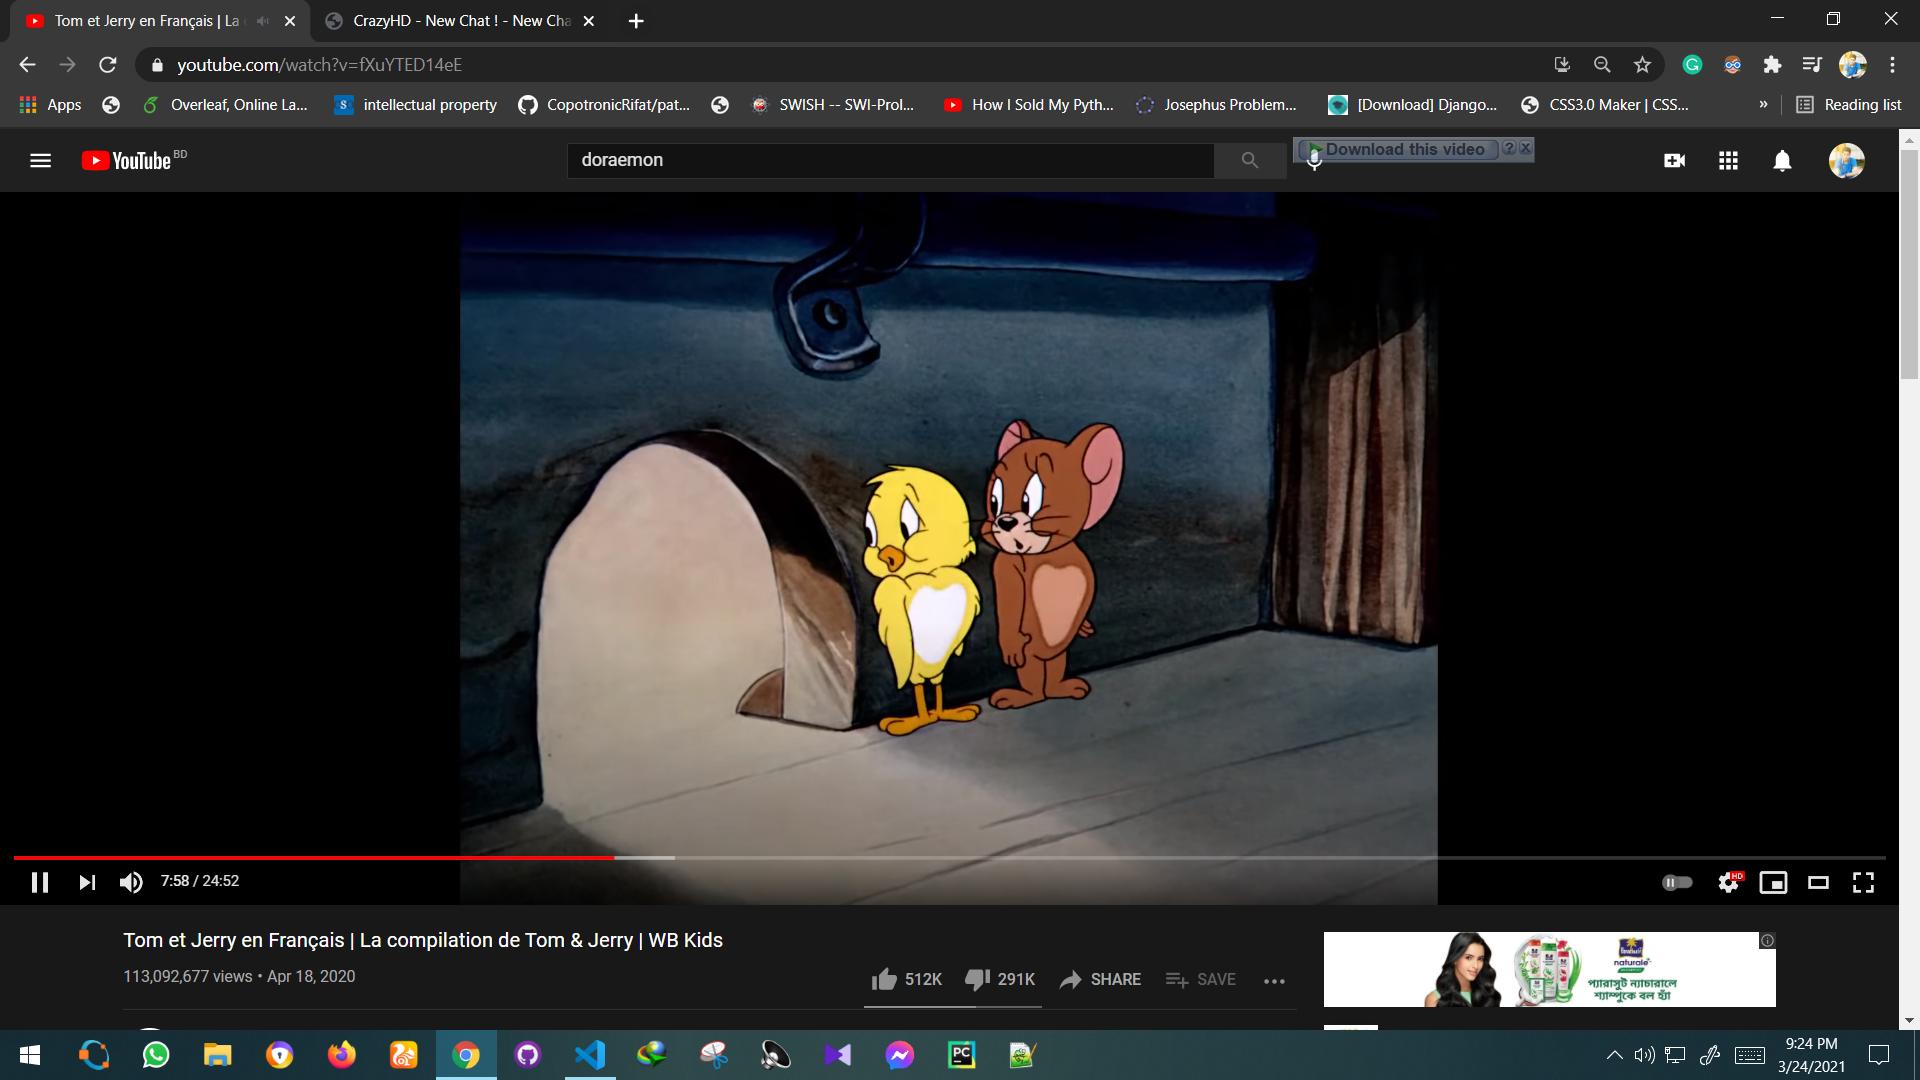 Tom et Jerry en Français | La
CrazyHD - New Chat ! - New Cha
youtube.com/watch?v=fXuYTED14eE
Apps
Overleaf, Online La...
intellectual property
CopotronicRifat/pat...
SWISH -- SWI-Prol...
How I Sold My Pyth...
Josephus Problem...
[Download] Django...
CSS3.0 Maker | CSS...
»
Reading list
YouTube BD
doraemon
Download this video
7:58 / 24:52
HD
Tom et Jerry en Français | La compilation de Tom & Jerry | WB Kids
113,092,677 views • Apr 18, 2020
512K
291K
SHARE
SAVE
naturale
প্যারাসুট ন্যাচারালে
শ্যাম্পুকে বল হ্যাঁ
PC
9:24 PM
3/24/2021